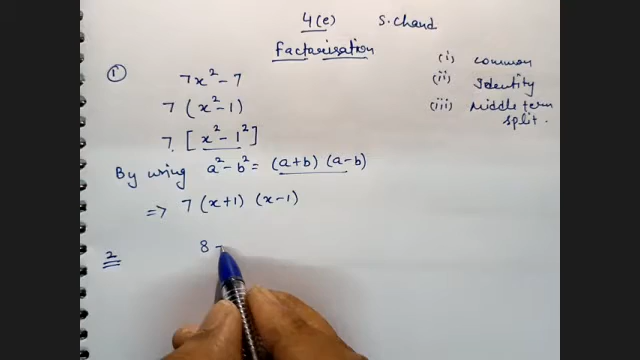 4(e) S.Chand
Factorisation
(i) common
(ii) Identity
(iii) Middle term split.
① 7x² - 7
7 (x² - 1)
7 [x² - 1²]
By using a² - b² = (a+b) (a-b)
=> 7 (x+1) (x-1)
2 8 -